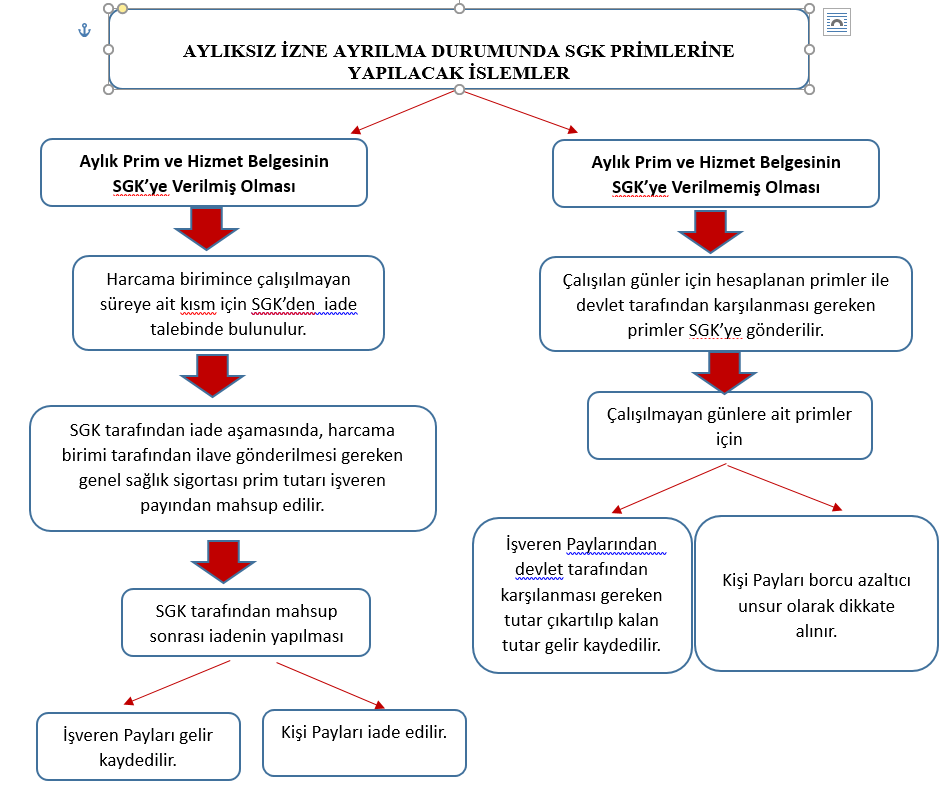 AYLIKSIZ İZNE AYRILMA DURUMUNDA SGK PRİMLERİNE
YAPILACAK İSLEMLER
Aylık Prim ve Hizmet Belgesinin
SGK'ye Verilmiş Olması
Harcama birimince çalışılmayan
süreye ait kısm için SGK'den iade
talebinde bulunulur.
SGK tarafından iade aşamasında, harcama
birimi tarafından ilave gönderilmesi gereken
genel sağlık sigortası prim tutarı işveren
payından mahsup edilir.
SGK tarafından mahsup
sonrası iadenin yapılması
İşveren Payları gelir
kaydedilir.
Kişi Payları iade edilir.
Aylık Prim ve Hizmet Belgesinin
SGK'ye Verilmemiş Olması
Çalışılan günler için hesaplanan primler ile
devlet tarafından karşılanması gereken
primler SGK'ye gönderilir.
Çalışılmayan günlere ait primler
için
İşveren Paylarından
devlet tarafından
karşılanması gereken
tutar çıkartılıp kalan
tutar gelir kaydedilir.
Kişi Payları borcu azaltıcı
unsur olarak dikkate
alınır.